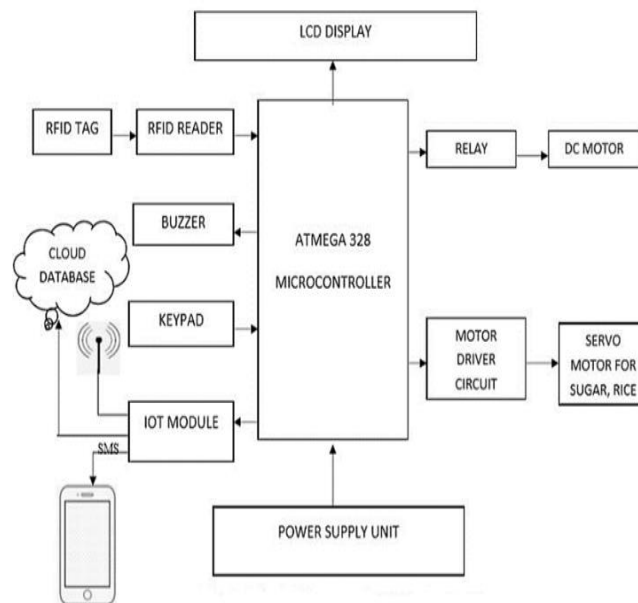 LCD DISPLAY
RFID TAG
RFID READER
RELAY
DC MOTOR
BUZZER
CLOUD
DATABASE
ATMEGA 328
MICROCONTROLLER
KEYPAD
MOTOR
DRIVER
CIRCUIT
SERVO
MOTOR FOR
SUGAR, RICE
IOT MODULE
SMS
POWER SUPPLY UNIT